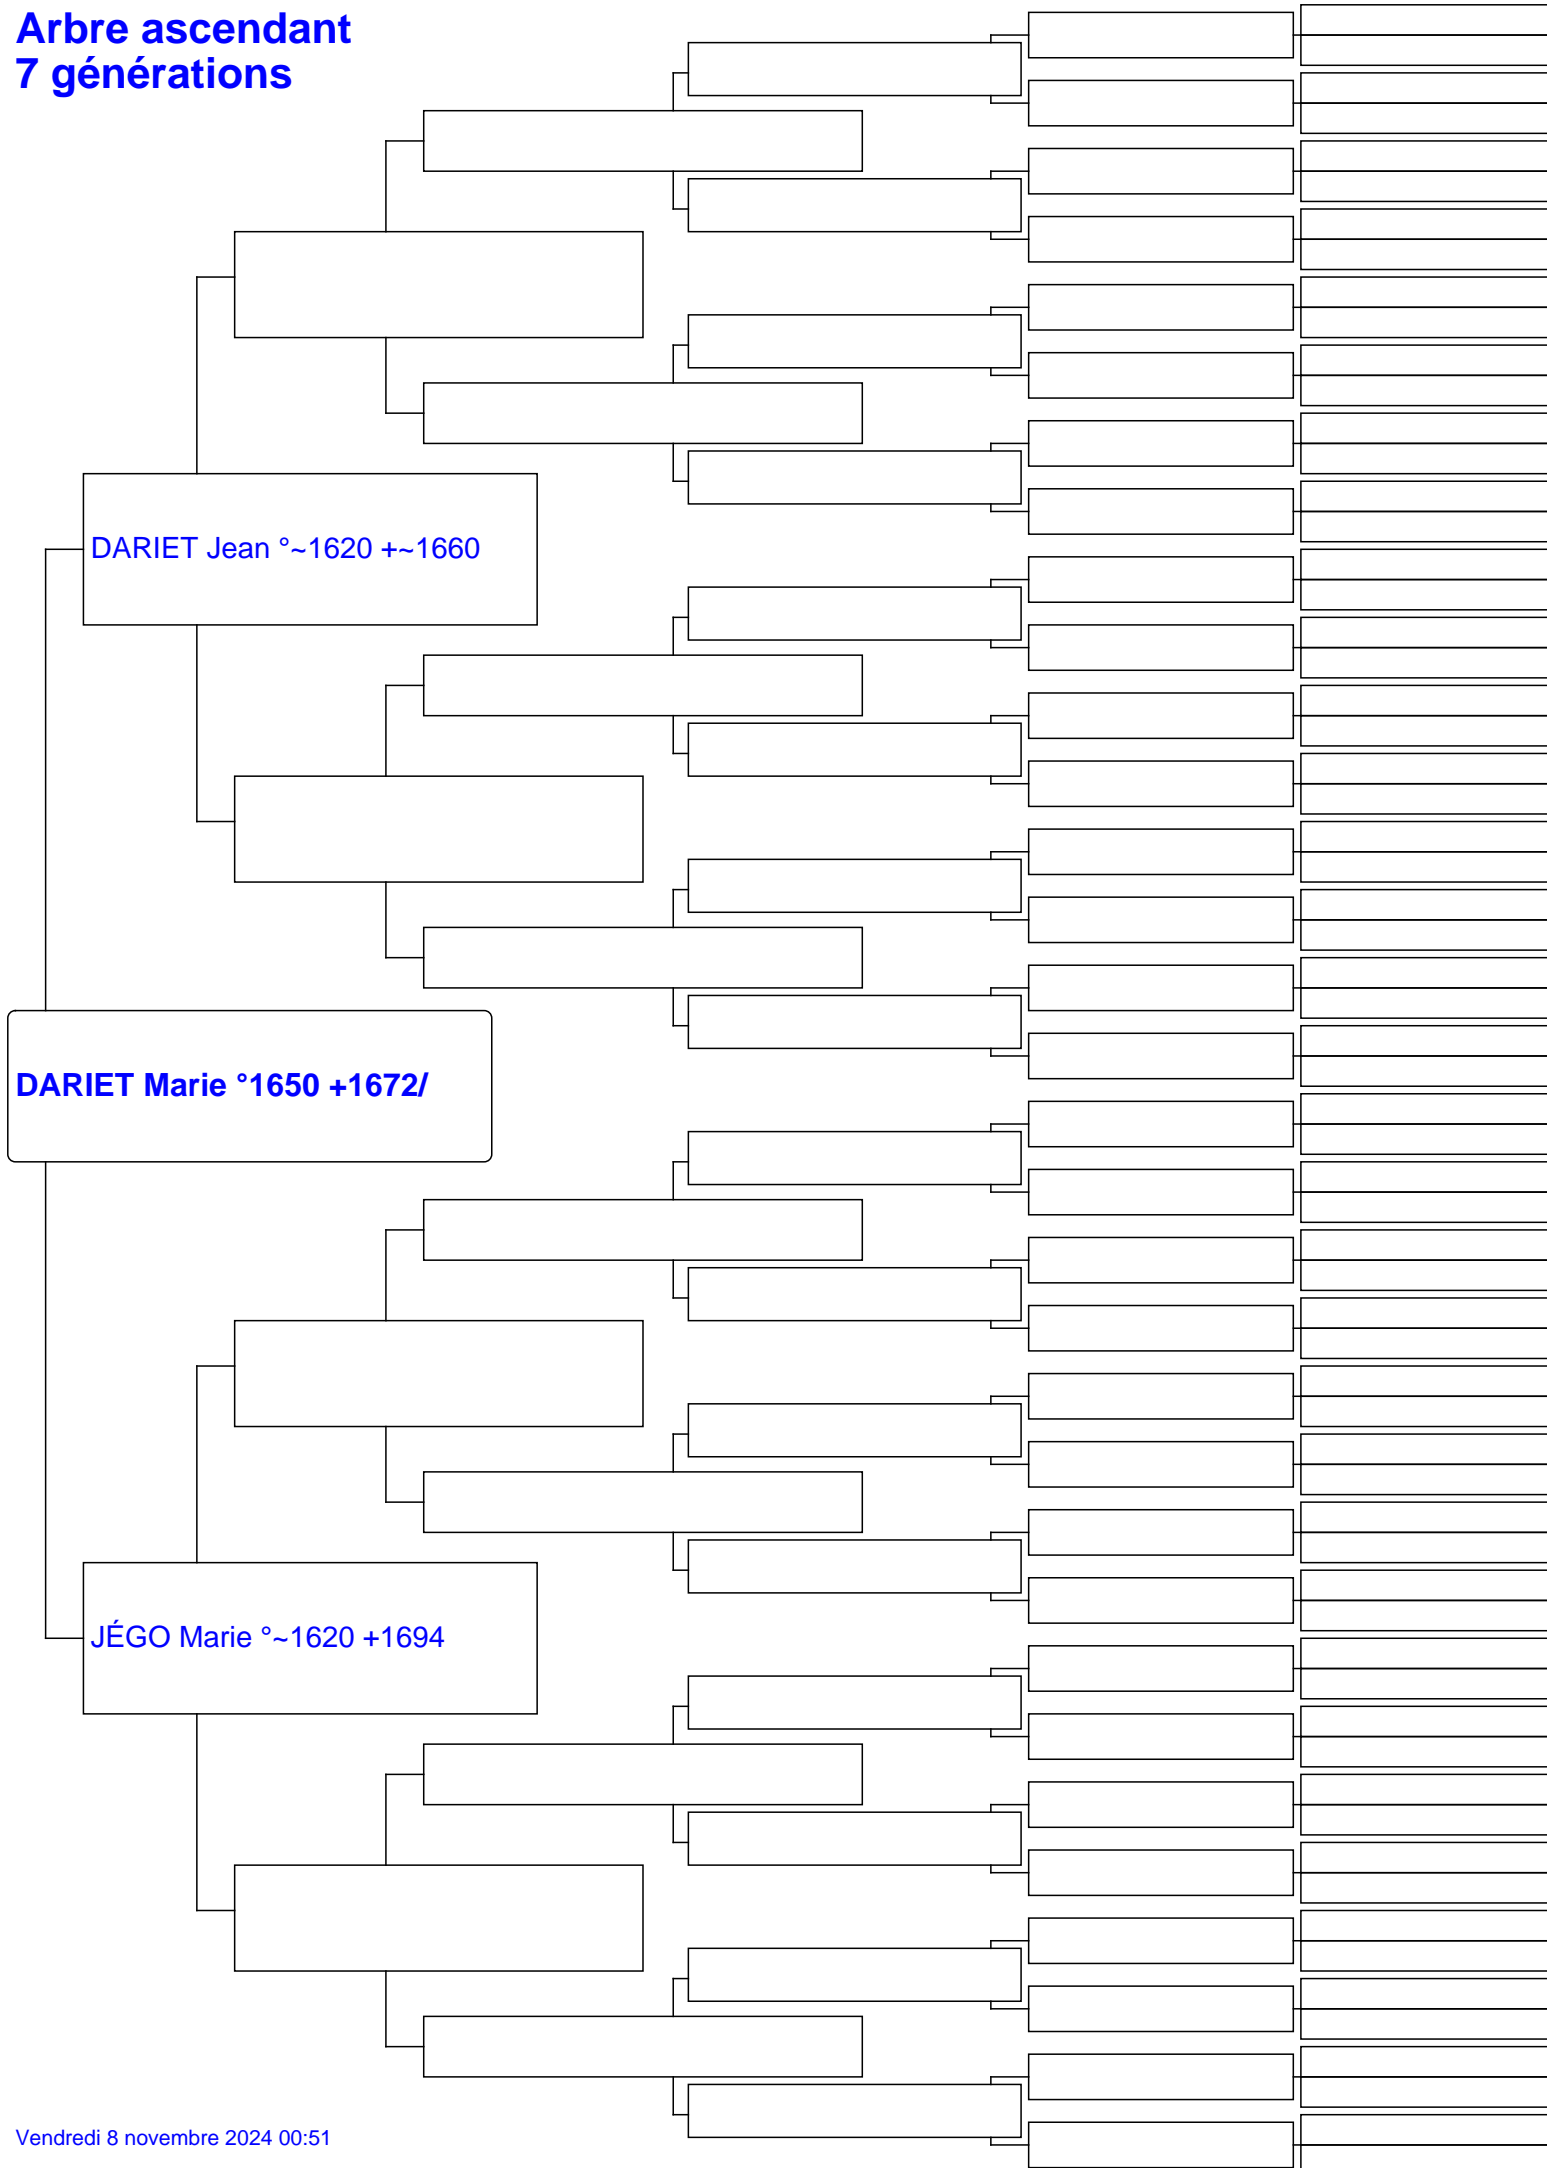 Arbre ascendant
7 générations
DARIET Jean °~1620 +~1660
DARIET Marie °1650 +1672/
JÉGO Marie °~1620 +1694
Vendredi 8 novembre 2024 00:51